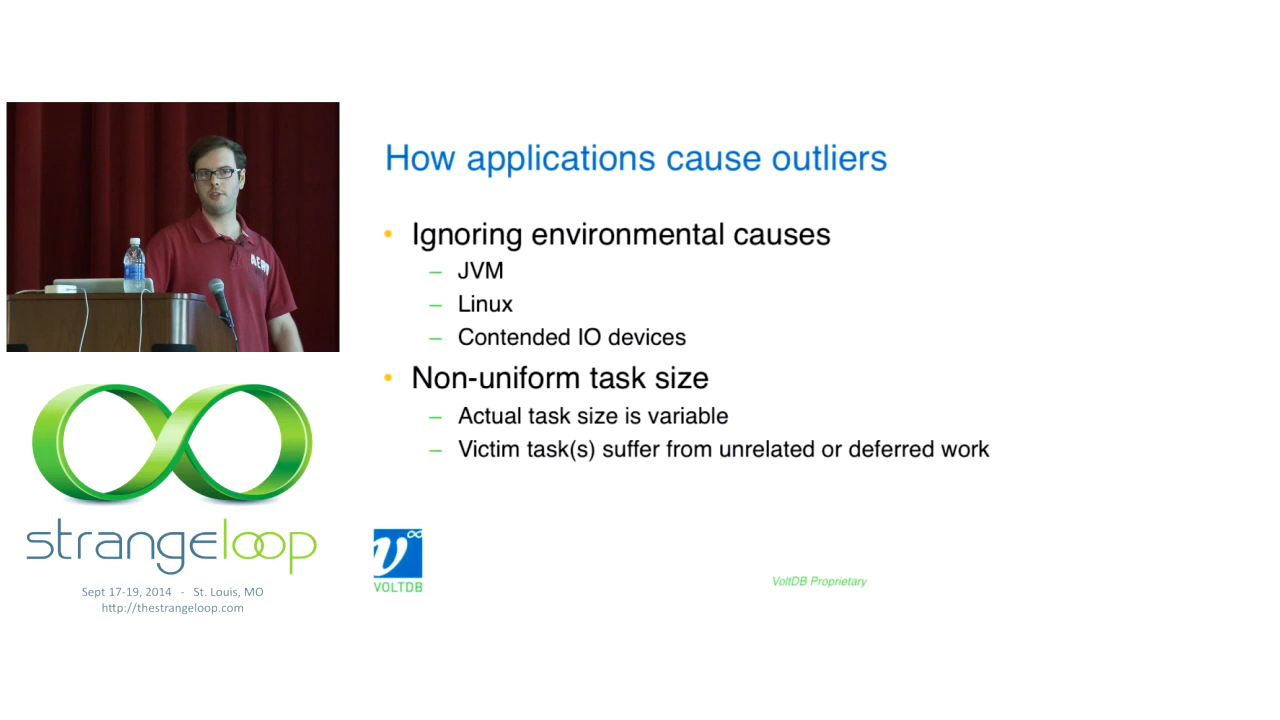 How applications cause outliers
• Ignoring environmental causes
– JVM
– Linux
– Contended IO devices
• Non-uniform task size
– Actual task size is variable
– Victim task(s) suffer from unrelated or deferred work
VOLTDB
VoltDB Proprietary
strangeloop
Sept 17-19, 2014 - St. Louis, MO
http://thestrangeloop.com